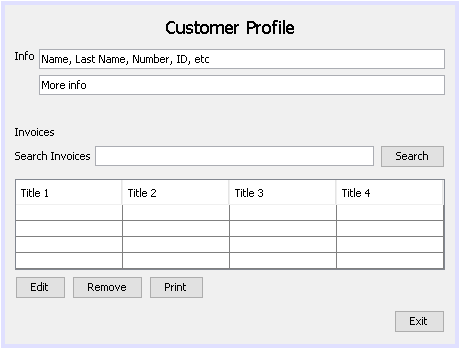 Customer Profile
Info Name, Last Name, Number, ID, etc
More info
Invoices
Search Invoices Search
Title 1 Title 2 Title 3 Title 4
Edit Remove Print
Exit